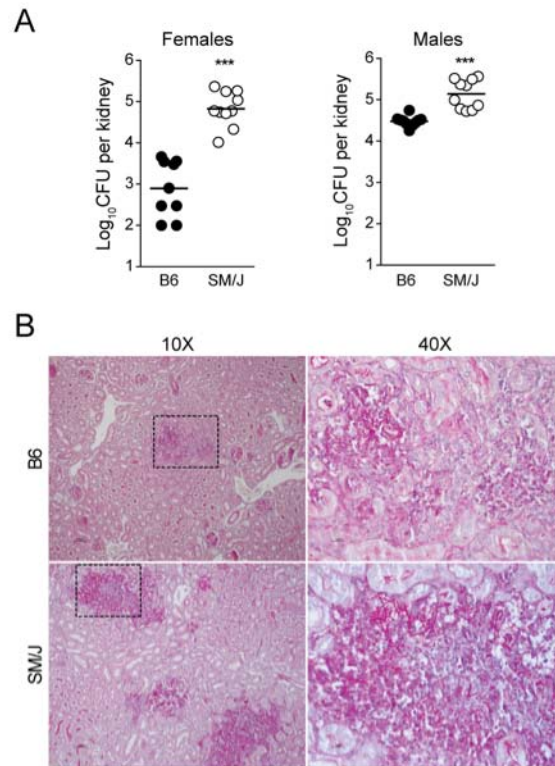 A
Females
Males
***
***
Log10CFU per kidney
6
5
4
3
2
1
B6
SM/J
Log10CFU per kidney
6
5
4
3
2
1
B6
SM/J
B
10X
40X
B6
SM/J